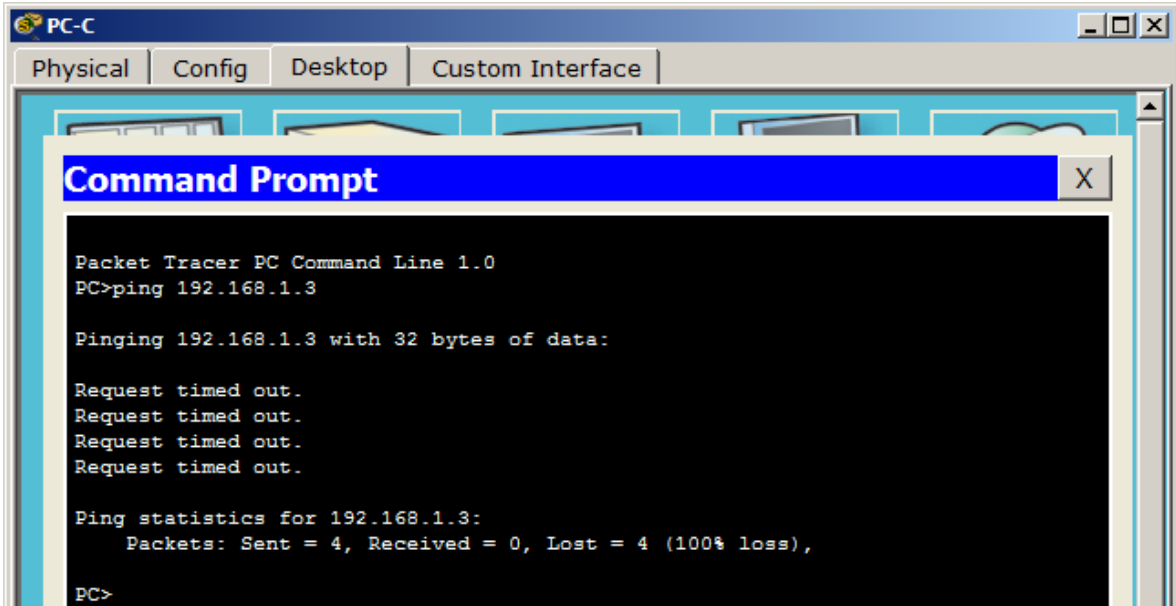 PC-C
Physical Config Desktop Custom Interface
Command Prompt
X
Packet Tracer PC Command Line 1.0
PC>ping 192.168.1.3
Pinging 192.168.1.3 with 32 bytes of data:
Request timed out.
Request timed out.
Request timed out.
Request timed out.
Ping statistics for 192.168.1.3:
Packets: Sent = 4, Received = 0, Lost = 4 (100% loss),
PC>